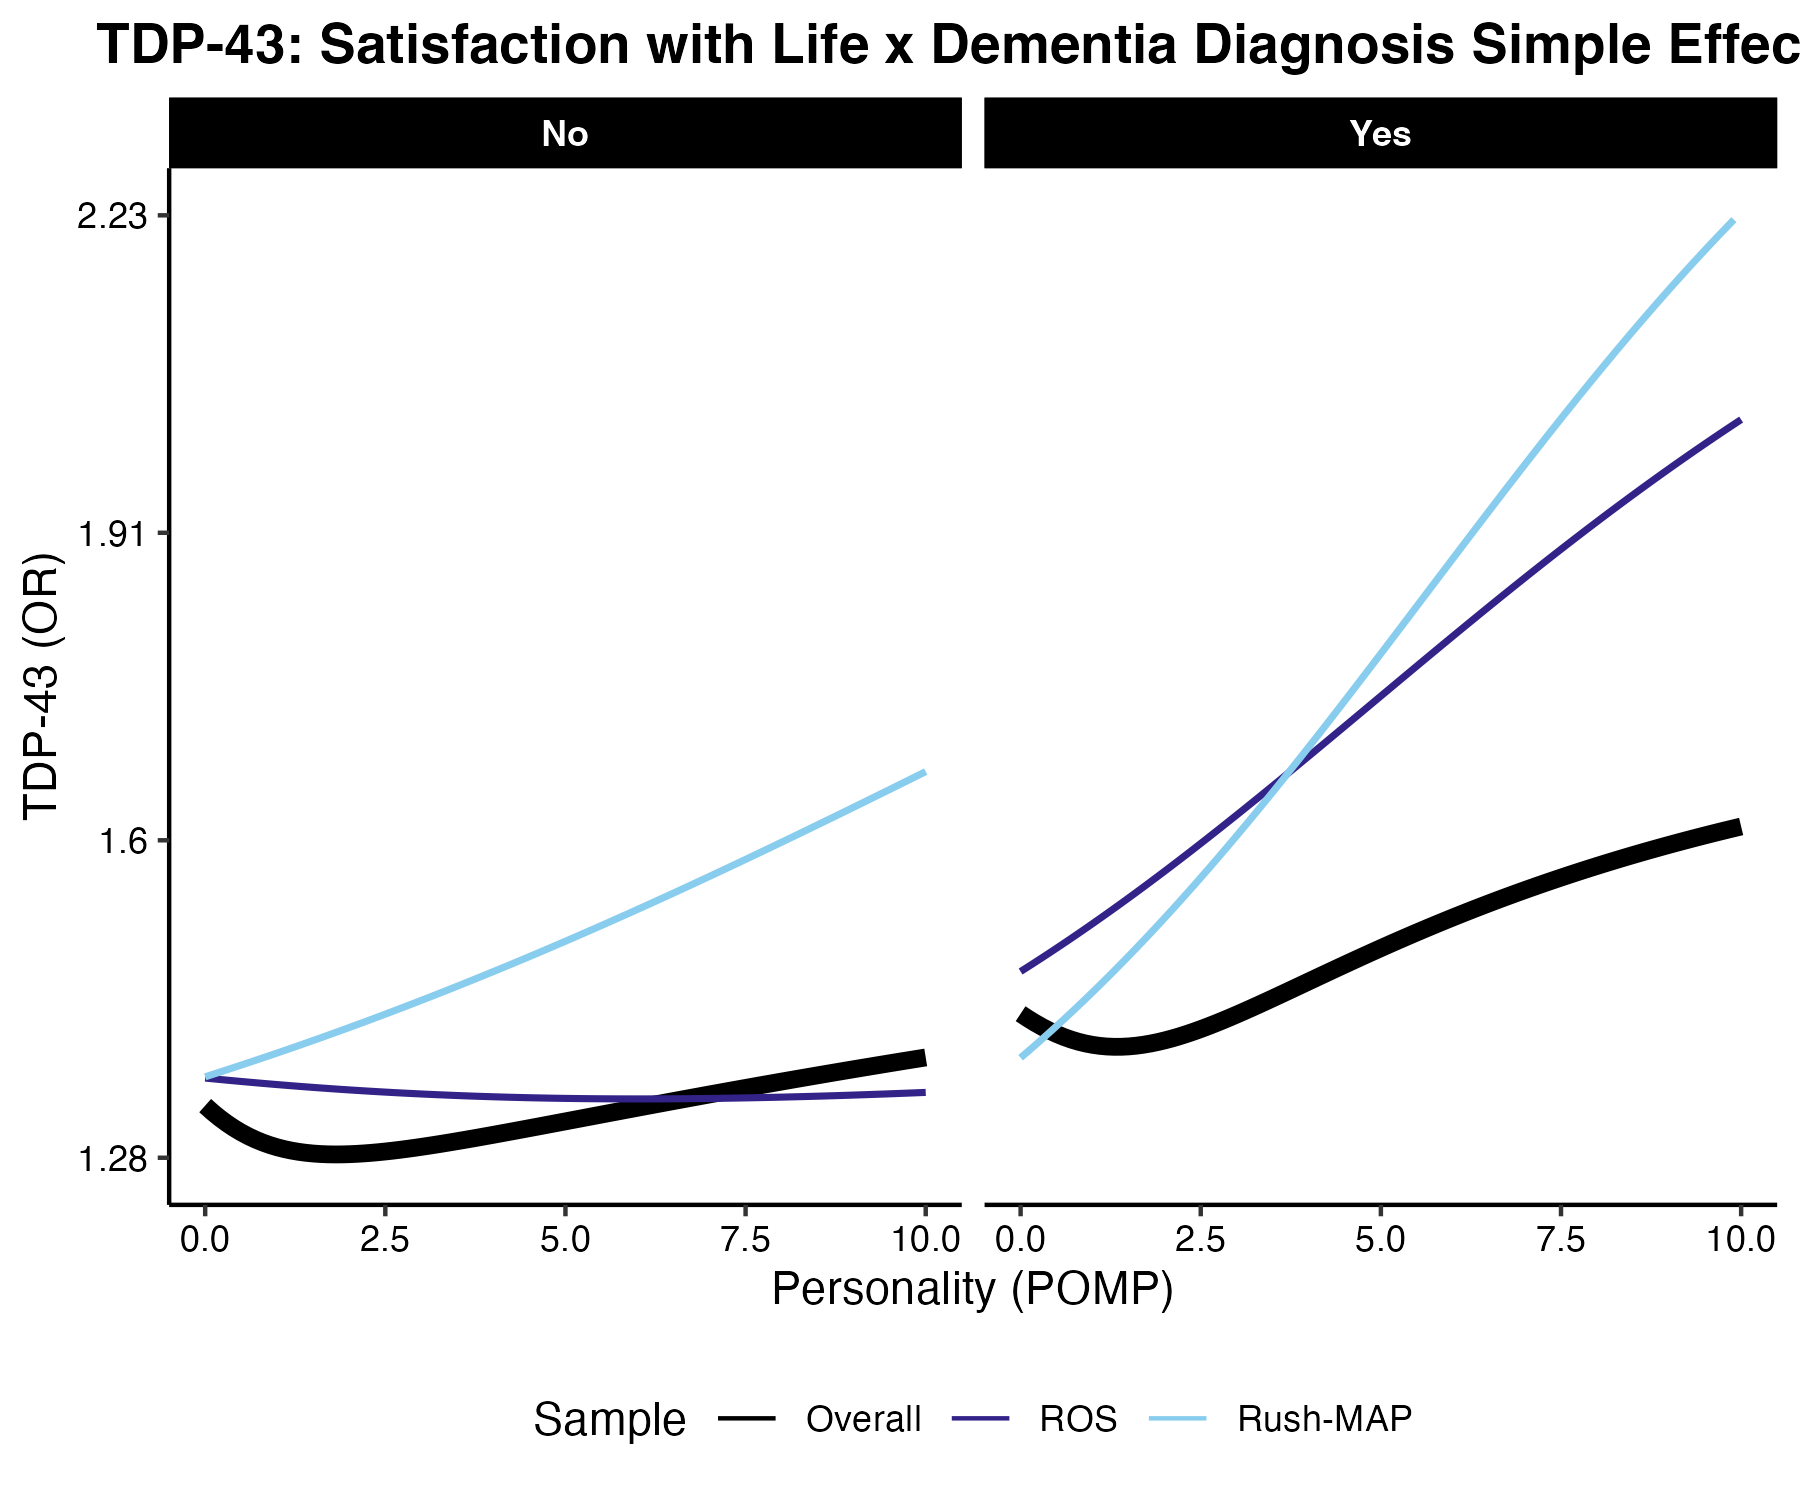 TDP-43: Satisfaction with Life x Dementia Diagnosis Simple Effec
No Yes
2.23
1.91
1.6
1.28
TDP-43 (OR)
0.0 2.5 5.0 7.5 10.0 0.0 2.5 5.0 7.5 10.0
Personality (POMP)
Sample Overall ROS Rush-MAP